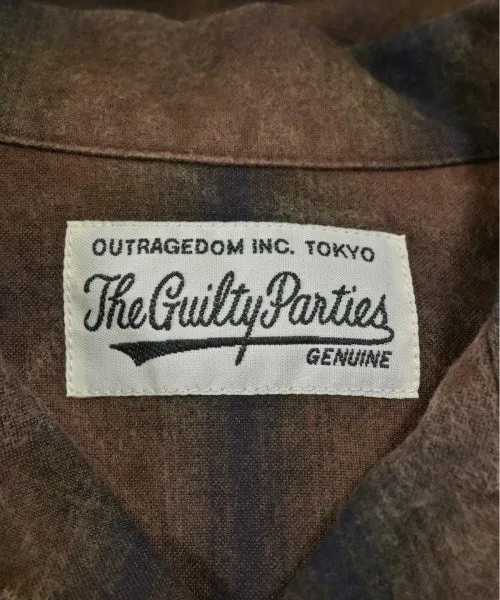 OUTRAGEDOM INC. TOKYO
The Guilty Parties
GENUINE